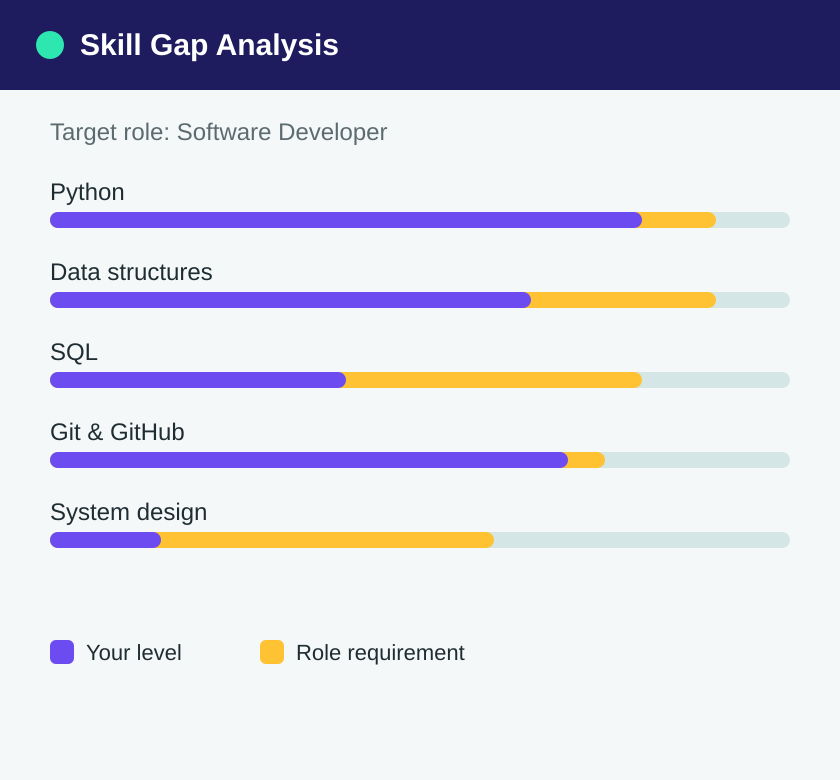 Skill Gap Analysis
Target role: Software Developer
Python
Data structures
SQL
Git & GitHub
System design
Your level
Role requirement